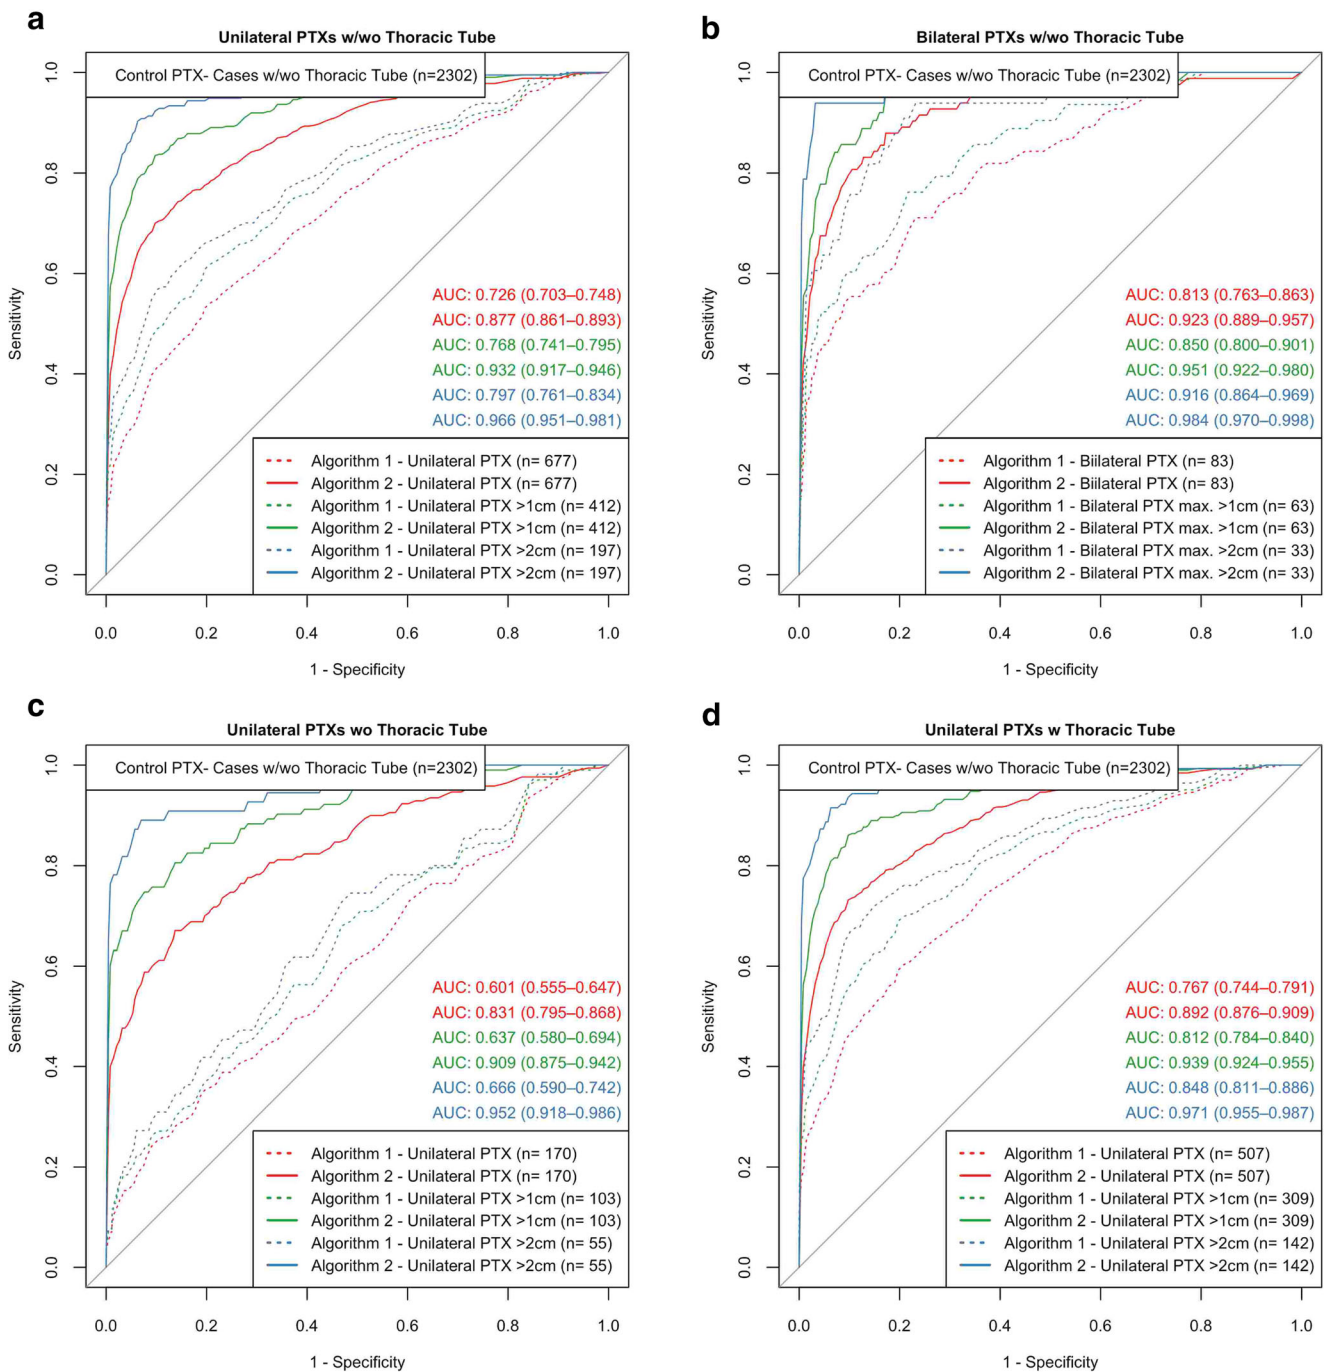 a
Unilateral PTXs w/wo Thoracic Tube
Control PTX- Cases w/wo Thoracic Tube (n=2302)
Sensitivity
1.0
0.8
0.6
0.4
0.2
0.0
AUC: 0.726 (0.703–0.748)
AUC: 0.877 (0.861–0.893)
AUC: 0.768 (0.741–0.795)
AUC: 0.932 (0.917–0.946)
AUC: 0.797 (0.761–0.834)
AUC: 0.966 (0.951–0.981)
Algorithm 1 - Unilateral PTX (n= 677)
Algorithm 2 - Unilateral PTX (n= 677)
Algorithm 1 - Unilateral PTX >1cm (n= 412)
Algorithm 2 - Unilateral PTX >1cm (n= 412)
Algorithm 1 - Unilateral PTX >2cm (n= 197)
Algorithm 2 - Unilateral PTX >2cm (n= 197)
0.0 0.2 0.4 0.6 0.8 1.0
1 - Specificity
b
Bilateral PTXs w/wo Thoracic Tube
Control PTX- Cases w/wo Thoracic Tube (n=2302)
Sensitivity
1.0
0.8
0.6
0.4
0.2
0.0
AUC: 0.813 (0.763–0.863)
AUC: 0.923 (0.889–0.957)
AUC: 0.850 (0.800–0.901)
AUC: 0.951 (0.922–0.980)
AUC: 0.916 (0.864–0.969)
AUC: 0.984 (0.970–0.998)
Algorithm 1 - Biilateral PTX (n= 83)
Algorithm 2 - Biilateral PTX (n= 83)
Algorithm 1 - Bilateral PTX max. >1cm (n= 63)
Algorithm 2 - Bilateral PTX max. >1cm (n= 63)
Algorithm 1 - Bilateral PTX max. >2cm (n= 33)
Algorithm 2 - Bilateral PTX max. >2cm (n= 33)
0.0 0.2 0.4 0.6 0.8 1.0
1 - Specificity
c
Unilateral PTXs wo Thoracic Tube
Control PTX- Cases w/wo Thoracic Tube (n=2302)
Sensitivity
1.0
0.8
0.6
0.4
0.2
0.0
AUC: 0.601 (0.555–0.647)
AUC: 0.831 (0.795–0.868)
AUC: 0.637 (0.580–0.694)
AUC: 0.909 (0.875–0.942)
AUC: 0.666 (0.590–0.742)
AUC: 0.952 (0.918–0.986)
Algorithm 1 - Unilateral PTX (n= 170)
Algorithm 2 - Unilateral PTX (n= 170)
Algorithm 1 - Unilateral PTX >1cm (n= 103)
Algorithm 2 - Unilateral PTX >1cm (n= 103)
Algorithm 1 - Unilateral PTX >2cm (n= 55)
Algorithm 2 - Unilateral PTX >2cm (n= 55)
0.0 0.2 0.4 0.6 0.8 1.0
1 - Specificity
d
Unilateral PTXs w Thoracic Tube
Control PTX- Cases w/wo Thoracic Tube (n=2302)
Sensitivity
1.0
0.8
0.6
0.4
0.2
0.0
AUC: 0.767 (0.744–0.791)
AUC: 0.892 (0.876–0.909)
AUC: 0.812 (0.784–0.840)
AUC: 0.939 (0.924–0.955)
AUC: 0.848 (0.811–0.886)
AUC: 0.971 (0.955–0.987)
Algorithm 1 - Unilateral PTX (n= 507)
Algorithm 2 - Unilateral PTX (n= 507)
Algorithm 1 - Unilateral PTX >1cm (n= 309)
Algorithm 2 - Unilateral PTX >1cm (n= 309)
Algorithm 1 - Unilateral PTX >2cm (n= 142)
Algorithm 2 - Unilateral PTX >2cm (n= 142)
0.0 0.2 0.4 0.6 0.8 1.0
1 - Specificity